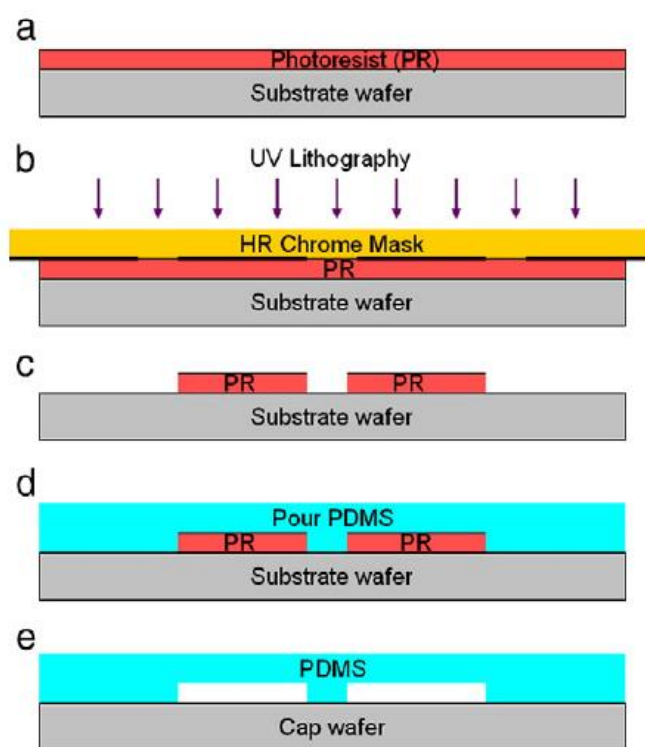 a
Photoresist (PR)
Substrate wafer
b
UV Lithography
HR Chrome Mask
PR
Substrate wafer
c
PR PR
Substrate wafer
d
Pour PDMS
PR PR
Substrate wafer
e
PDMS
Cap wafer